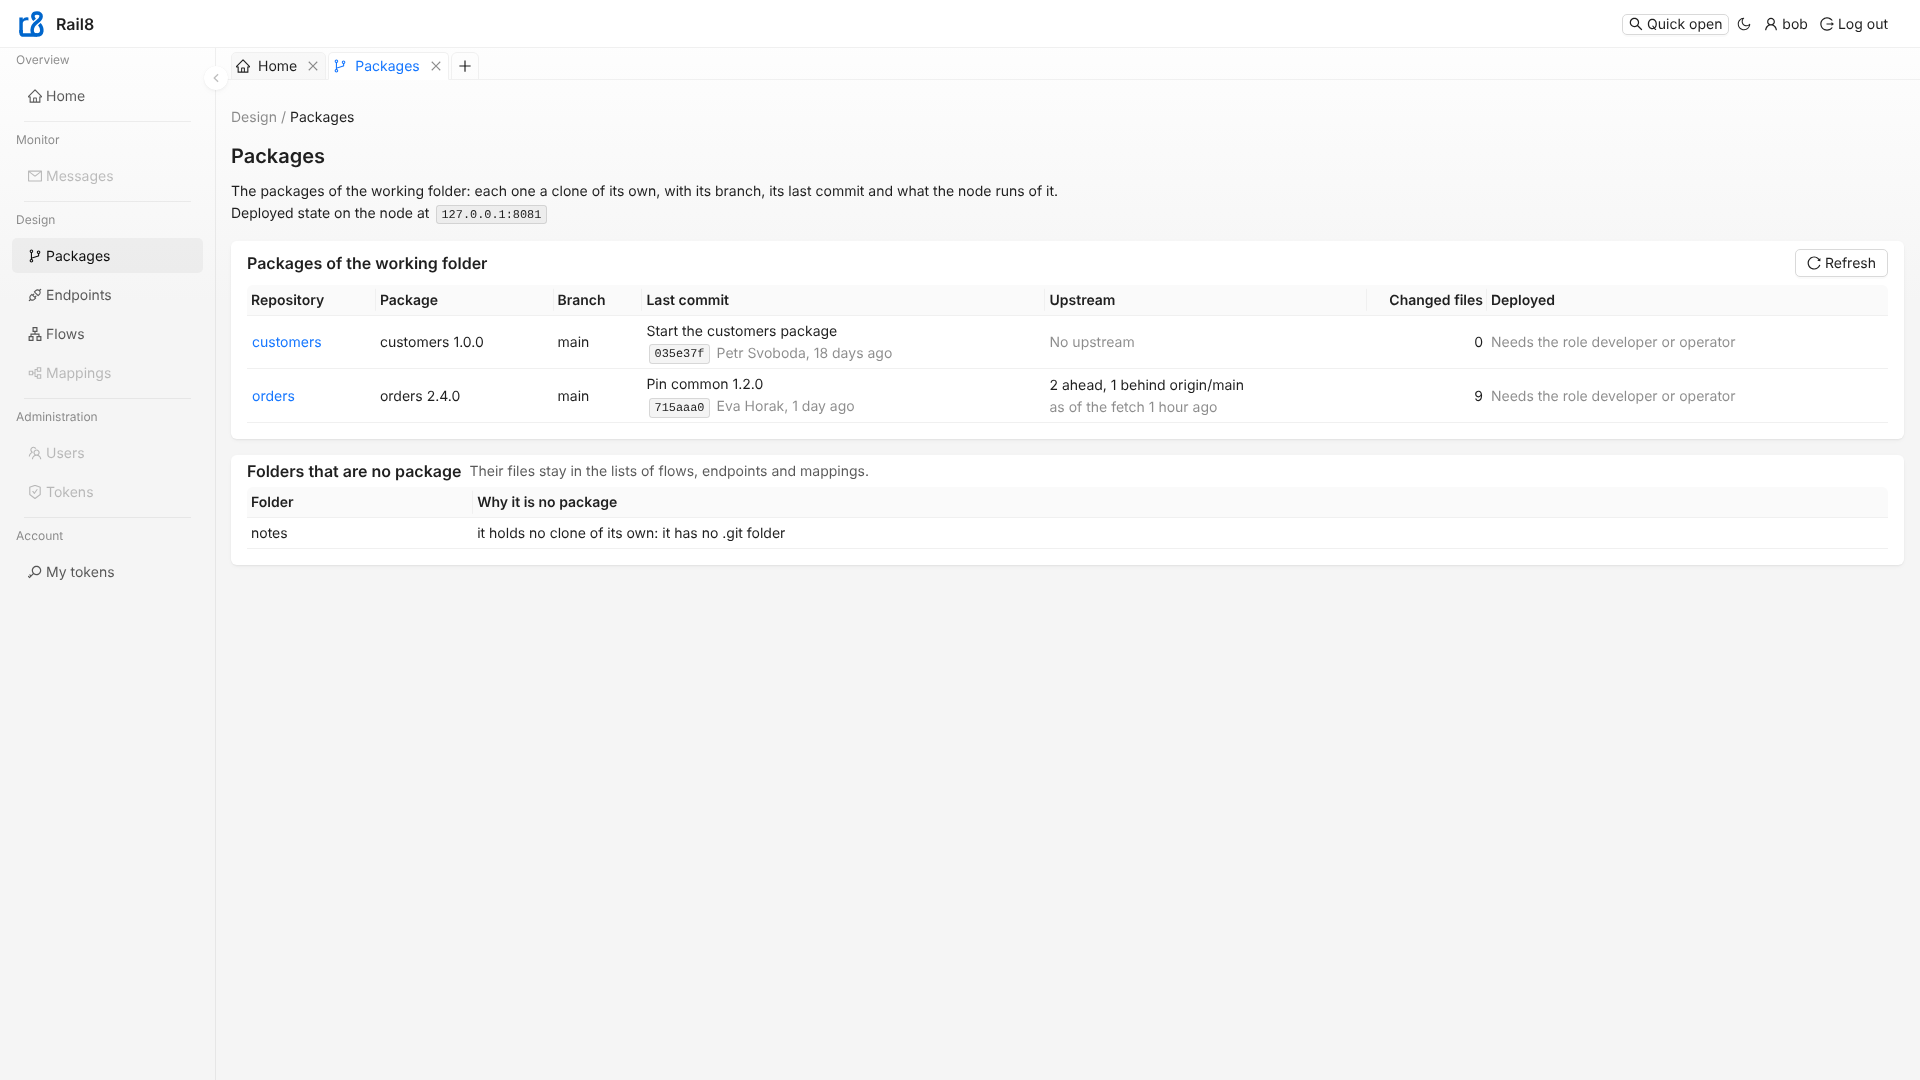 Rail8
Quick open
bob
Log out
Overview
Home
Monitor
Messages
Design
Packages
Endpoints
Flows
Mappings
Administration
Users
Tokens
Account
My tokens
Home
Packages
Design / Packages
Packages
The packages of the working folder: each one a clone of its own, with its branch, its last commit and what the node runs of it.
Deployed state on the node at 127.0.0.1:8081
Packages of the working folder
Refresh
Repository Package Branch Last commit Upstream Changed files Deployed
customers customers 1.0.0 main Start the customers package No upstream 0 Needs the role developer or operator
035e37f Petr Svoboda, 18 days ago
orders orders 2.4.0 main Pin common 1.2.0 2 ahead, 1 behind origin/main 9 Needs the role developer or operator
715aaa0 Eva Horak, 1 day ago as of the fetch 1 hour ago
Folders that are no package Their files stay in the lists of flows, endpoints and mappings.
Folder Why it is no package
notes it holds no clone of its own: it has no .git folder